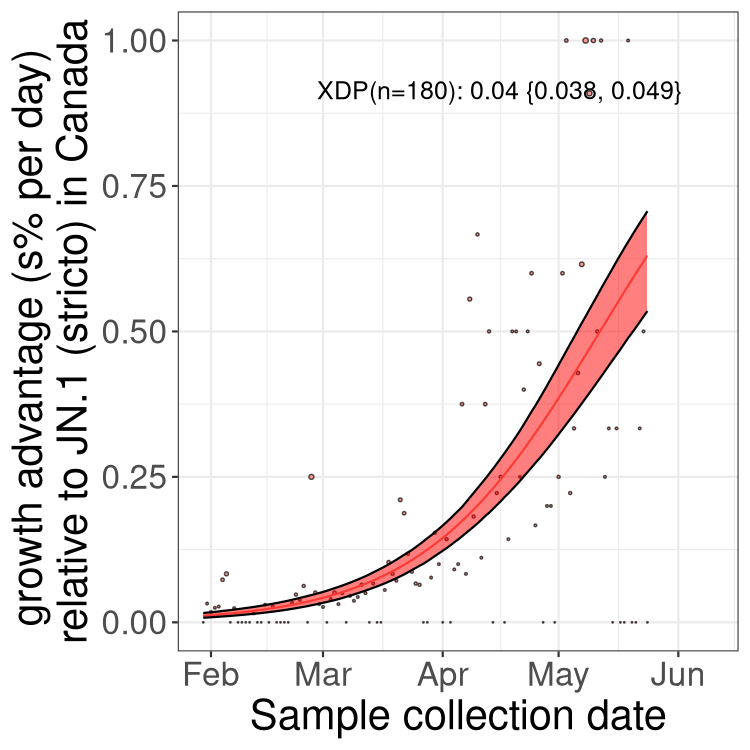 growth advantage (s% per day)
relative to JN.1 (stricto) in Canada
1.00
0.75
0.50
0.25
0.00
XDP(n=180): 0.04 {0.038, 0.049}
Feb Mar Apr May Jun
Sample collection date